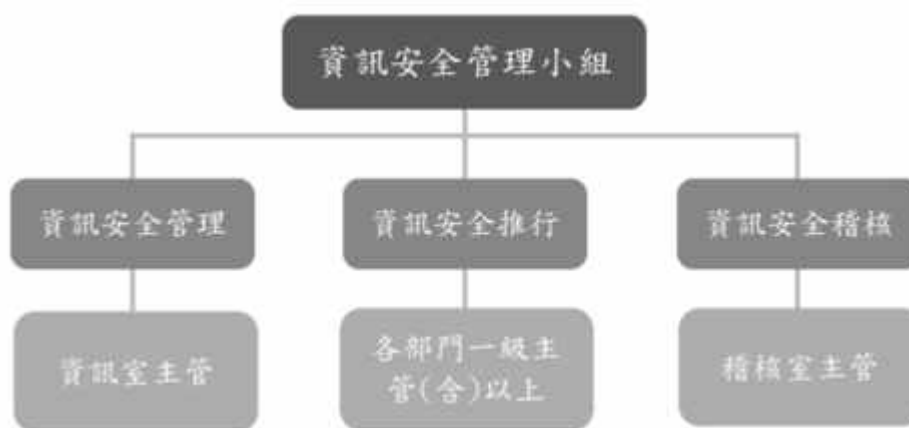 資訊安全管理小組
資訊安全管理
資訊安全推行
資訊安全稽核
資訊室主管
各部門一級主
管(含)以上
稽核室主管